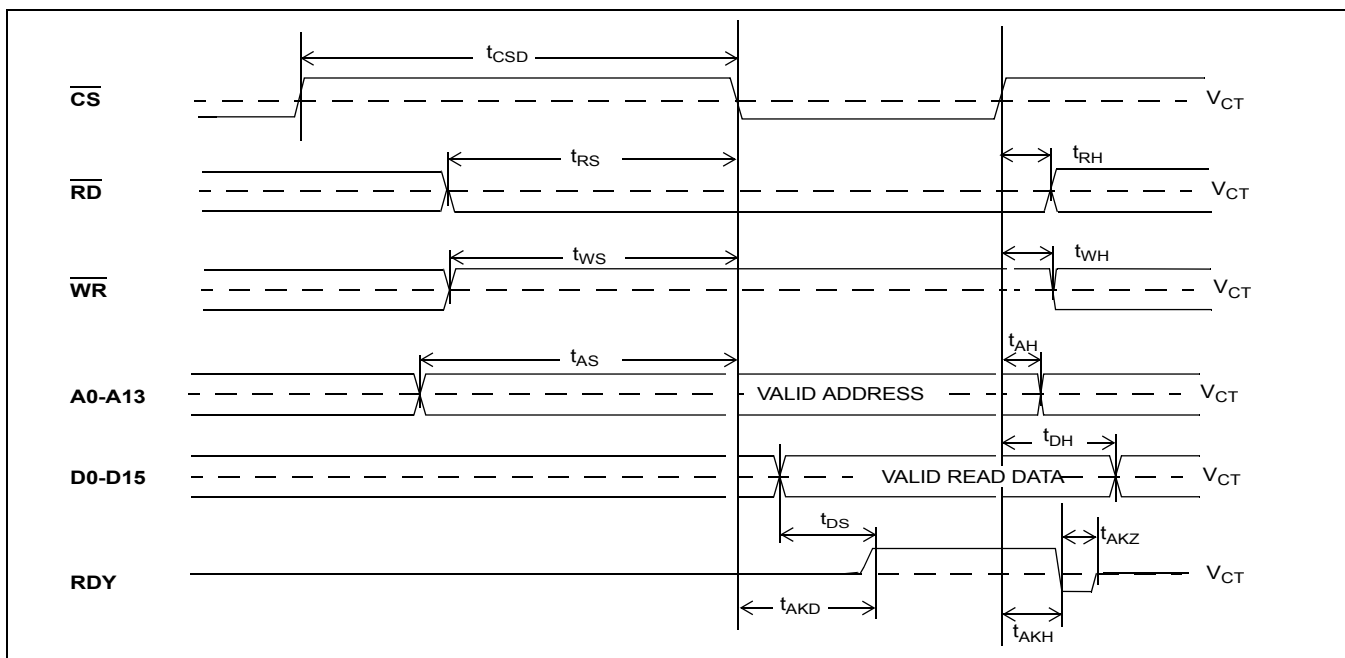 tCSD
CS VCT
tRS tRH
RD VCT
tWS tWH
WR VCT
tAS tAH
A0-A13 VALID ADDRESS VCT
tDH
D0-D15 VALID READ DATA VCT
tDS tAKZ
RDY VCT
tAKD tAKH